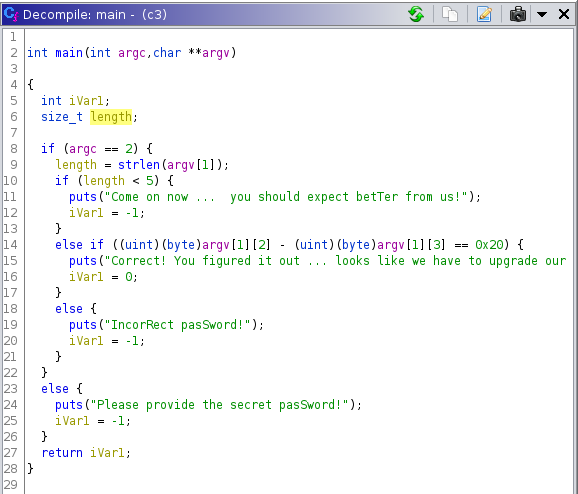 Decompile: main - (c3)
1
2 int main(int argc,char **argv)
3
4 {
5 int iVar1;
6 size_t length;
7
8 if (argc == 2) {
9 length = strlen(argv[1]);
10 if (length < 5) {
11 puts("Come on now ...  you should expect betTer from us!");
12 iVar1 = -1;
13 }
14 else if ((uint)(byte)argv[1][2] - (uint)(byte)argv[1][3] == 0x20) {
15 puts("Correct! You figured it out ... looks like we have to upgrade our
16 iVar1 = 0;
17 }
18 else {
19 puts("IncorRect pasSword!");
20 iVar1 = -1;
21 }
22 }
23 else {
24 puts("Please provide the secret pasSword!");
25 iVar1 = -1;
26 }
27 return iVar1;
28 }
29